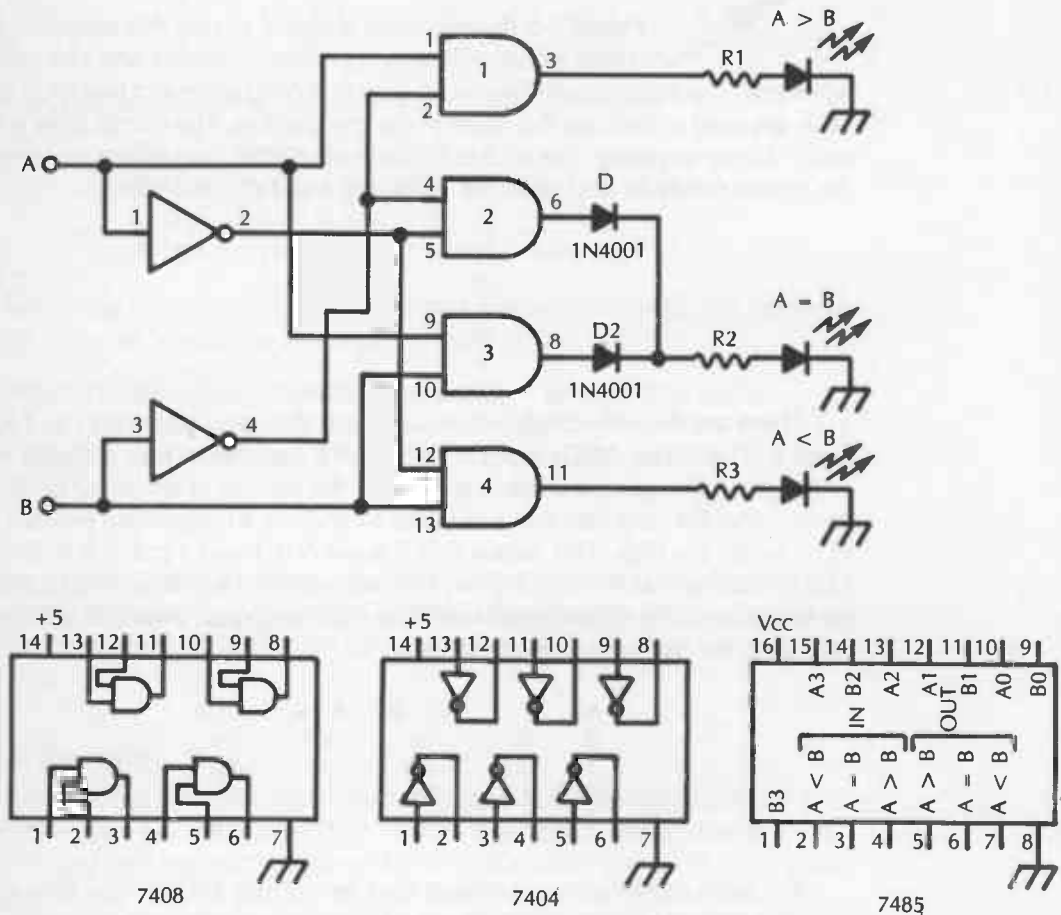 A > B
1 1 3 R1
2
A
1 2 4 2 6 D
5 1N4001
A = B
9 3 8 D2 R2
10 1N4001
3 4 A < B
12 4 11 R3
B 13
+5 +5 Vcc
14 13 12 11 10 9 8
14 13 12 11 10 9 8
16 15 14 13 12 11 10 9
A3 B2 A2 A1 B1 A0 B0
IN OUT
B3 A < B A = B A > B A > B A = B A < B
1 2 3 4 5 6 7
1 2 3 4 5 6 7
1 2 3 4 5 6 7 8
7408 7404 7485